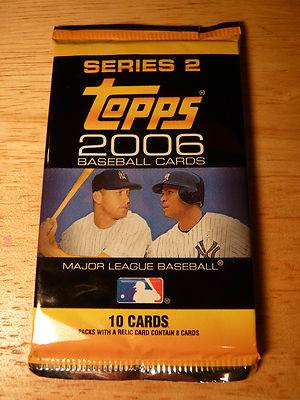 SERIES 2
Topps®
2006
BASEBALL CARDS
MAJOR LEAGUE BASEBALL®
10 CARDS
PACKS WITH A RELIC CARD CONTAIN 8 CARDS